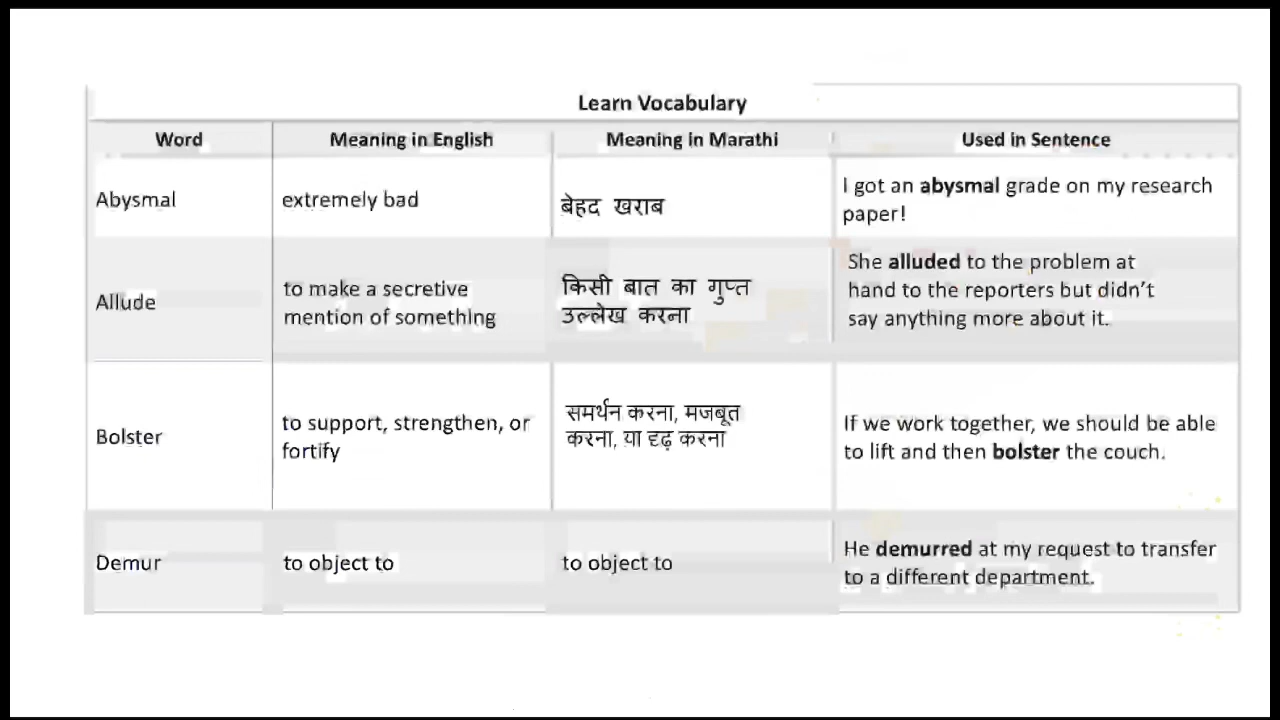 Learn Vocabulary
Word Meaning in English Meaning in Marathi Used in Sentence
Abysmal
extremely bad
बेहद खराब
I got an abysmal grade on my research
paper!
Allude
to make a secretive
mention of something
किसी बात का गुप्त
उल्लेख करना
She alluded to the problem at
hand to the reporters but didn't
say anything more about it.
Bolster
to support, strengthen, or
fortify
समर्थन करना, मजबूत
करना, या दृढ़ करना
If we work together, we should be able
to lift and then bolster the couch.
Demur
to object to
to object to
He demurred at my request to transfer
to a different department.